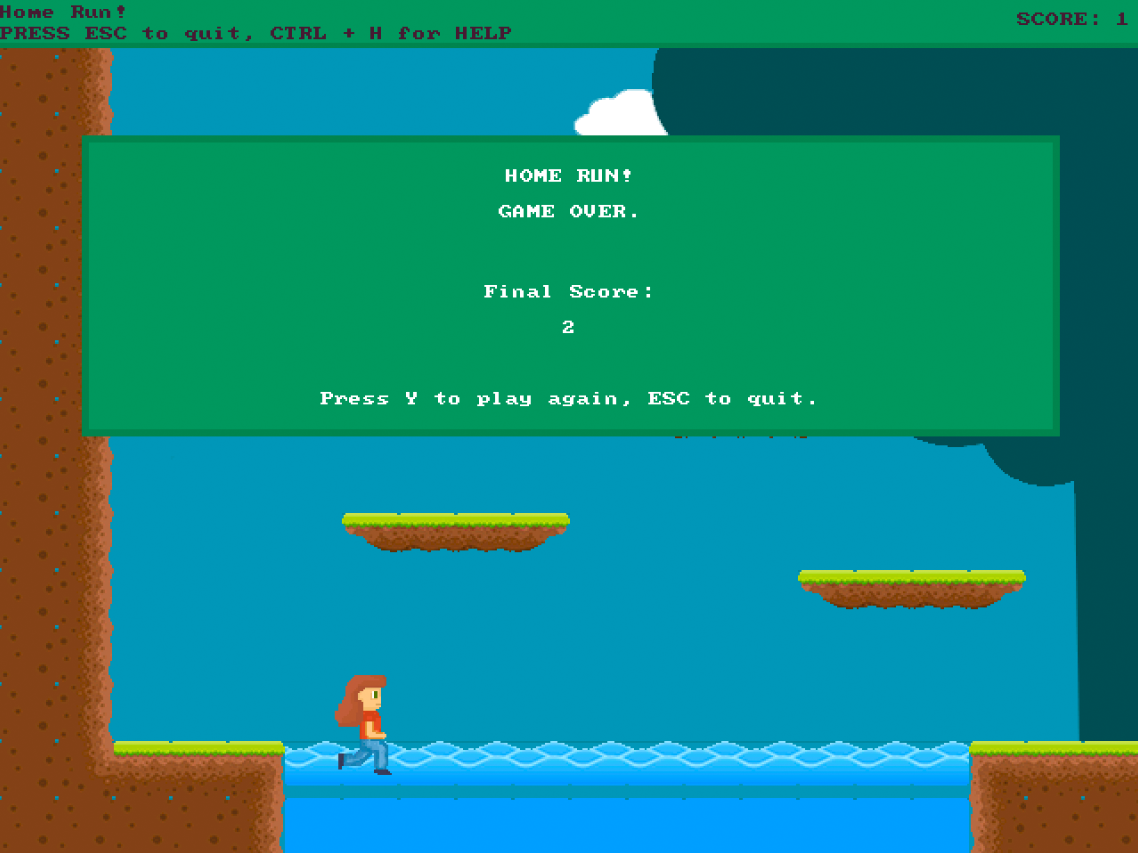 Home Run!
PRESS ESC to quit, CTRL + H for HELP
SCORE: 1
HOME RUN!
GAME OVER.
Final Score:
2
Press Y to play again, ESC to quit.